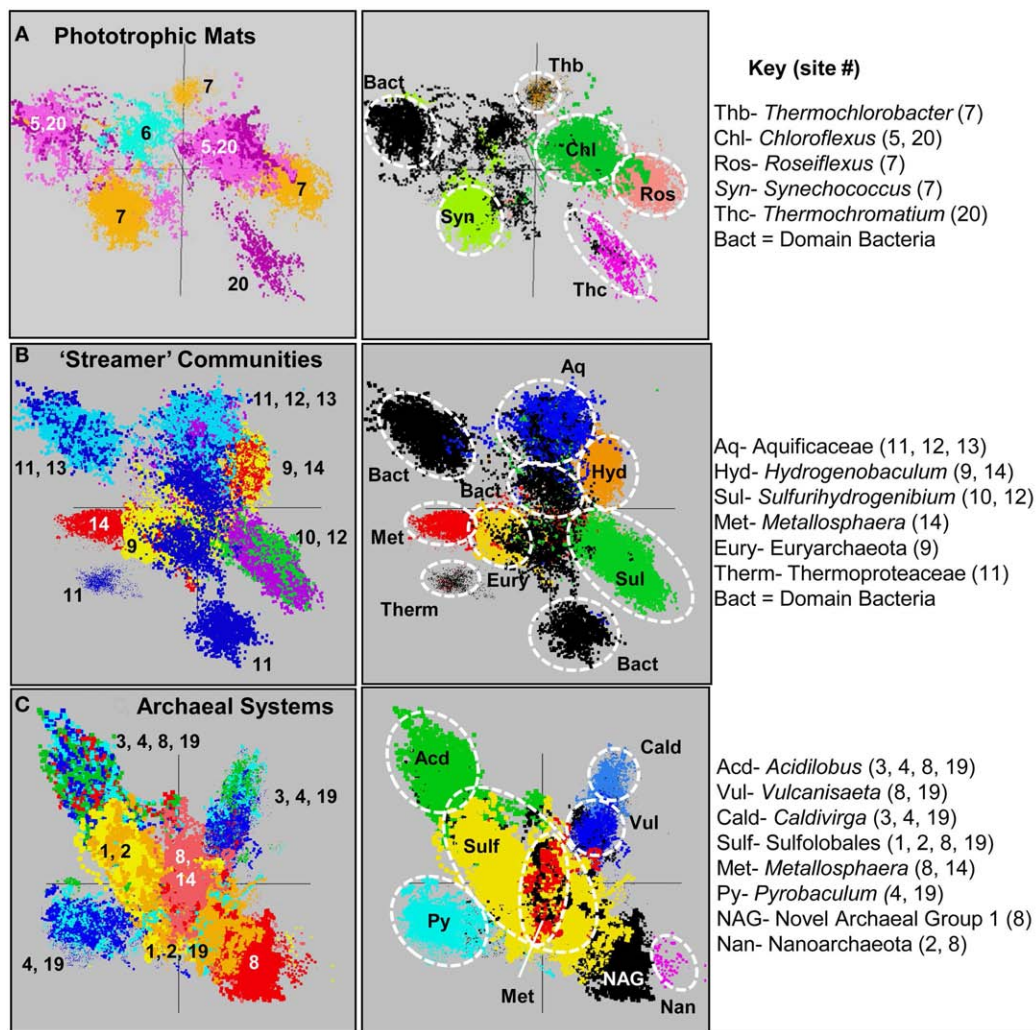 A
Phototrophic Mats
7
5,20
6
5,20
7
7
20
Thb
Bact
Chl
Ros
Syn
Thc
Key (site #)
Thb- Thermochlorobacter (7)
Chl- Chloroflexus (5, 20)
Ros- Roseiflexus (7)
Syn- Synechococcus (7)
Thc- Thermochromatium (20)
Bact = Domain Bacteria
B
‘Streamer’ Communities
11, 12, 13
11, 13
9, 14
14
9
10, 12
11
11
Aq
Bact
Hyd
Bact
Met
Eury
Sul
Therm
Bact
Aq- Aquificaceae (11, 12, 13)
Hyd- Hydrogenobaculum (9, 14)
Sul- Sulfurihydrogenibium (10, 12)
Met- Metallosphaera (14)
Eury- Euryarchaeota (9)
Therm- Thermoproteaceae (11)
Bact = Domain Bacteria
C
Archaeal Systems
3, 4, 8, 19
3, 4, 19
1, 2
8,
14
1, 2, 19
4, 19
8
Acd
Cald
Vul
Sulf
Py
NAG
Met
Nan
Acd- Acidilobus (3, 4, 8, 19)
Vul- Vulcanisaeta (8, 19)
Cald- Caldivirga (3, 4, 19)
Sulf- Sulfolobales (1, 2, 8, 19)
Met- Metallosphaera (8, 14)
Py- Pyrobaculum (4, 19)
NAG- Novel Archaeal Group 1 (8)
Nan- Nanoarchaeota (2, 8)